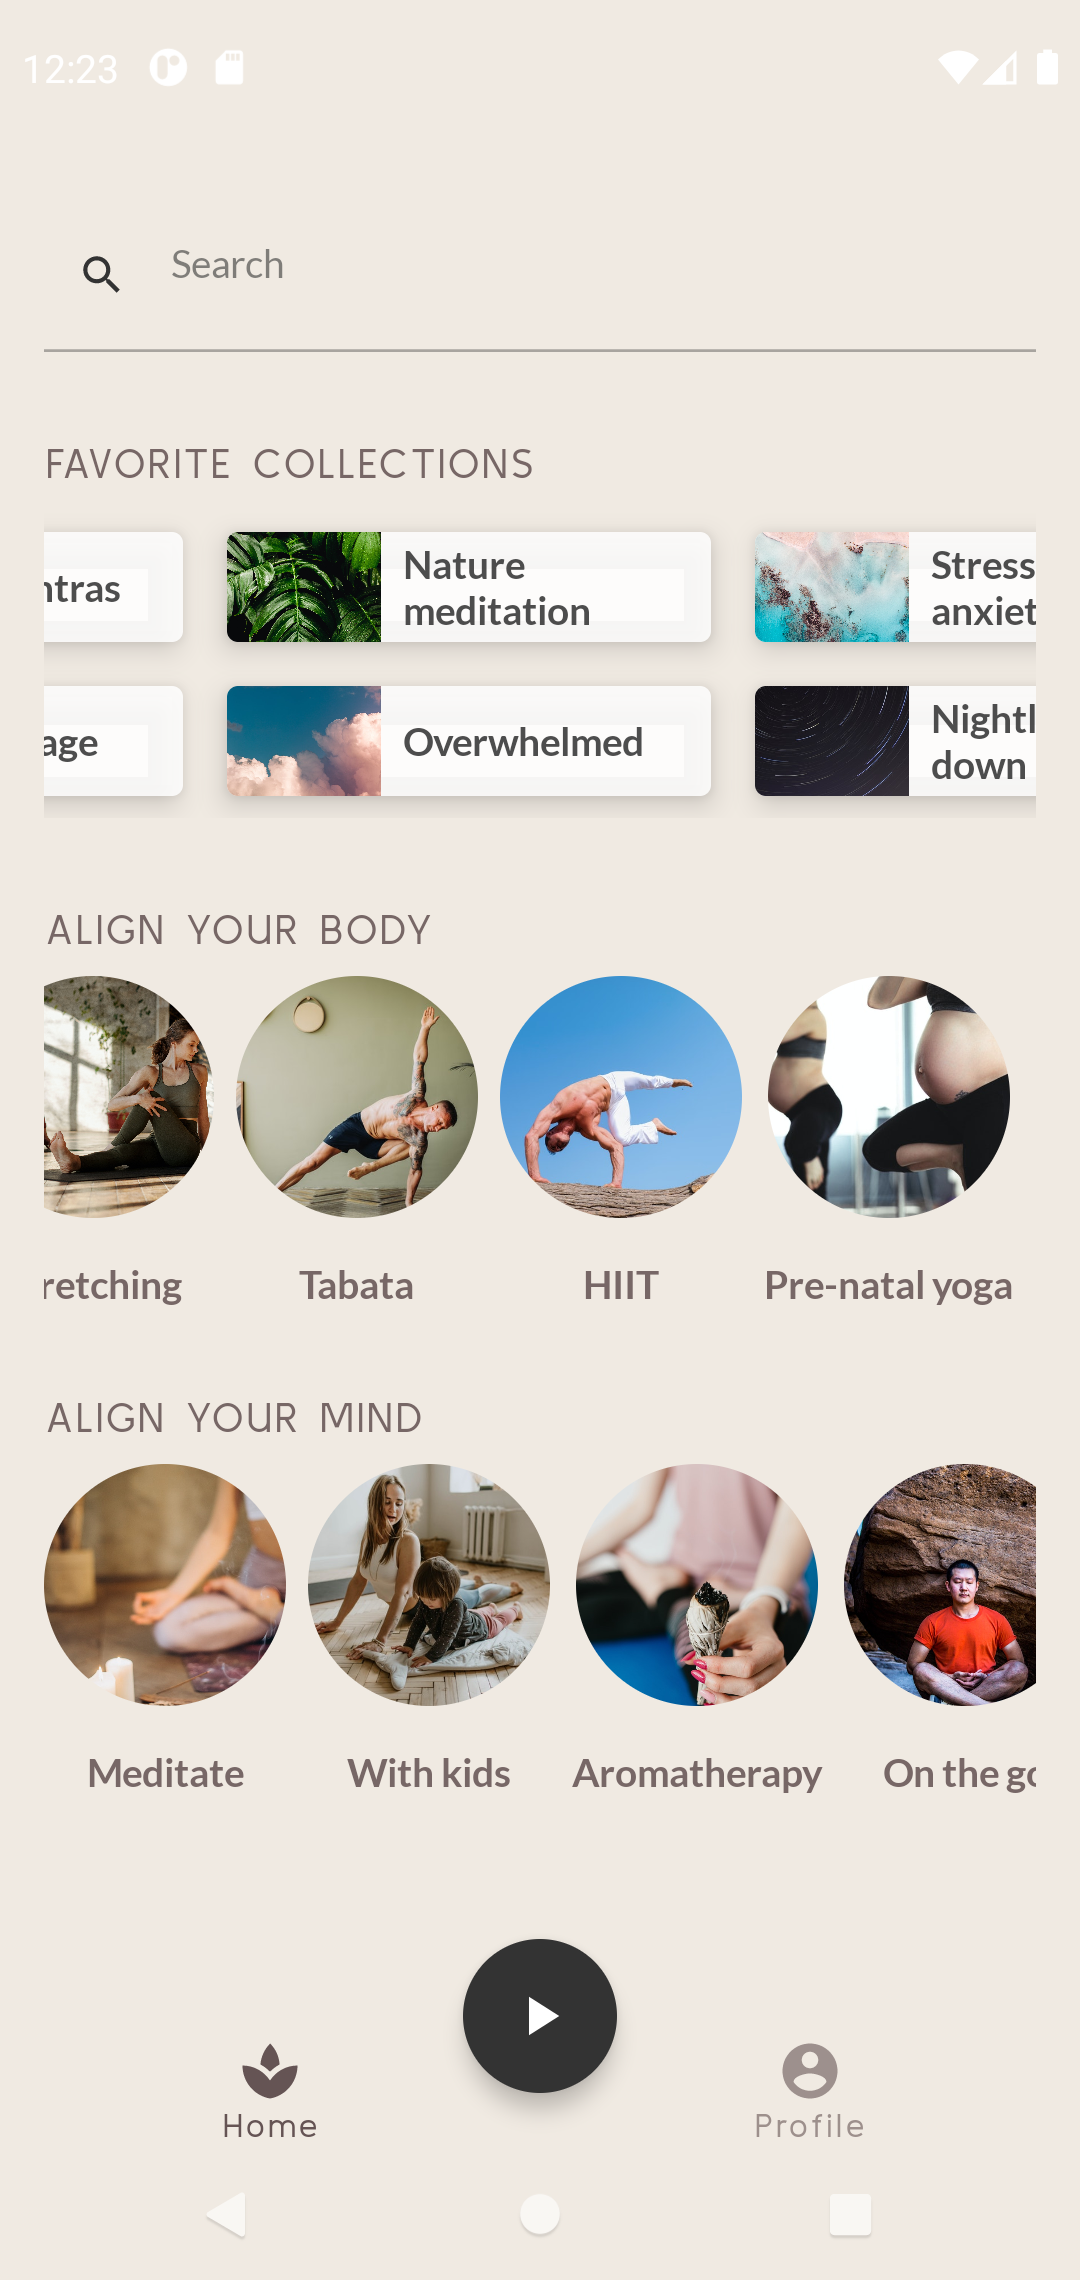 12:23
Search
FAVORITE COLLECTIONS
ntras
Nature
meditation
Stress
anxiet
age
Overwhelmed
Nightl
down
ALIGN YOUR BODY
retching
Tabata
HIIT
Pre-natal yoga
ALIGN YOUR MIND
Meditate
With kids
Aromatherapy
On the go
Home
Profile